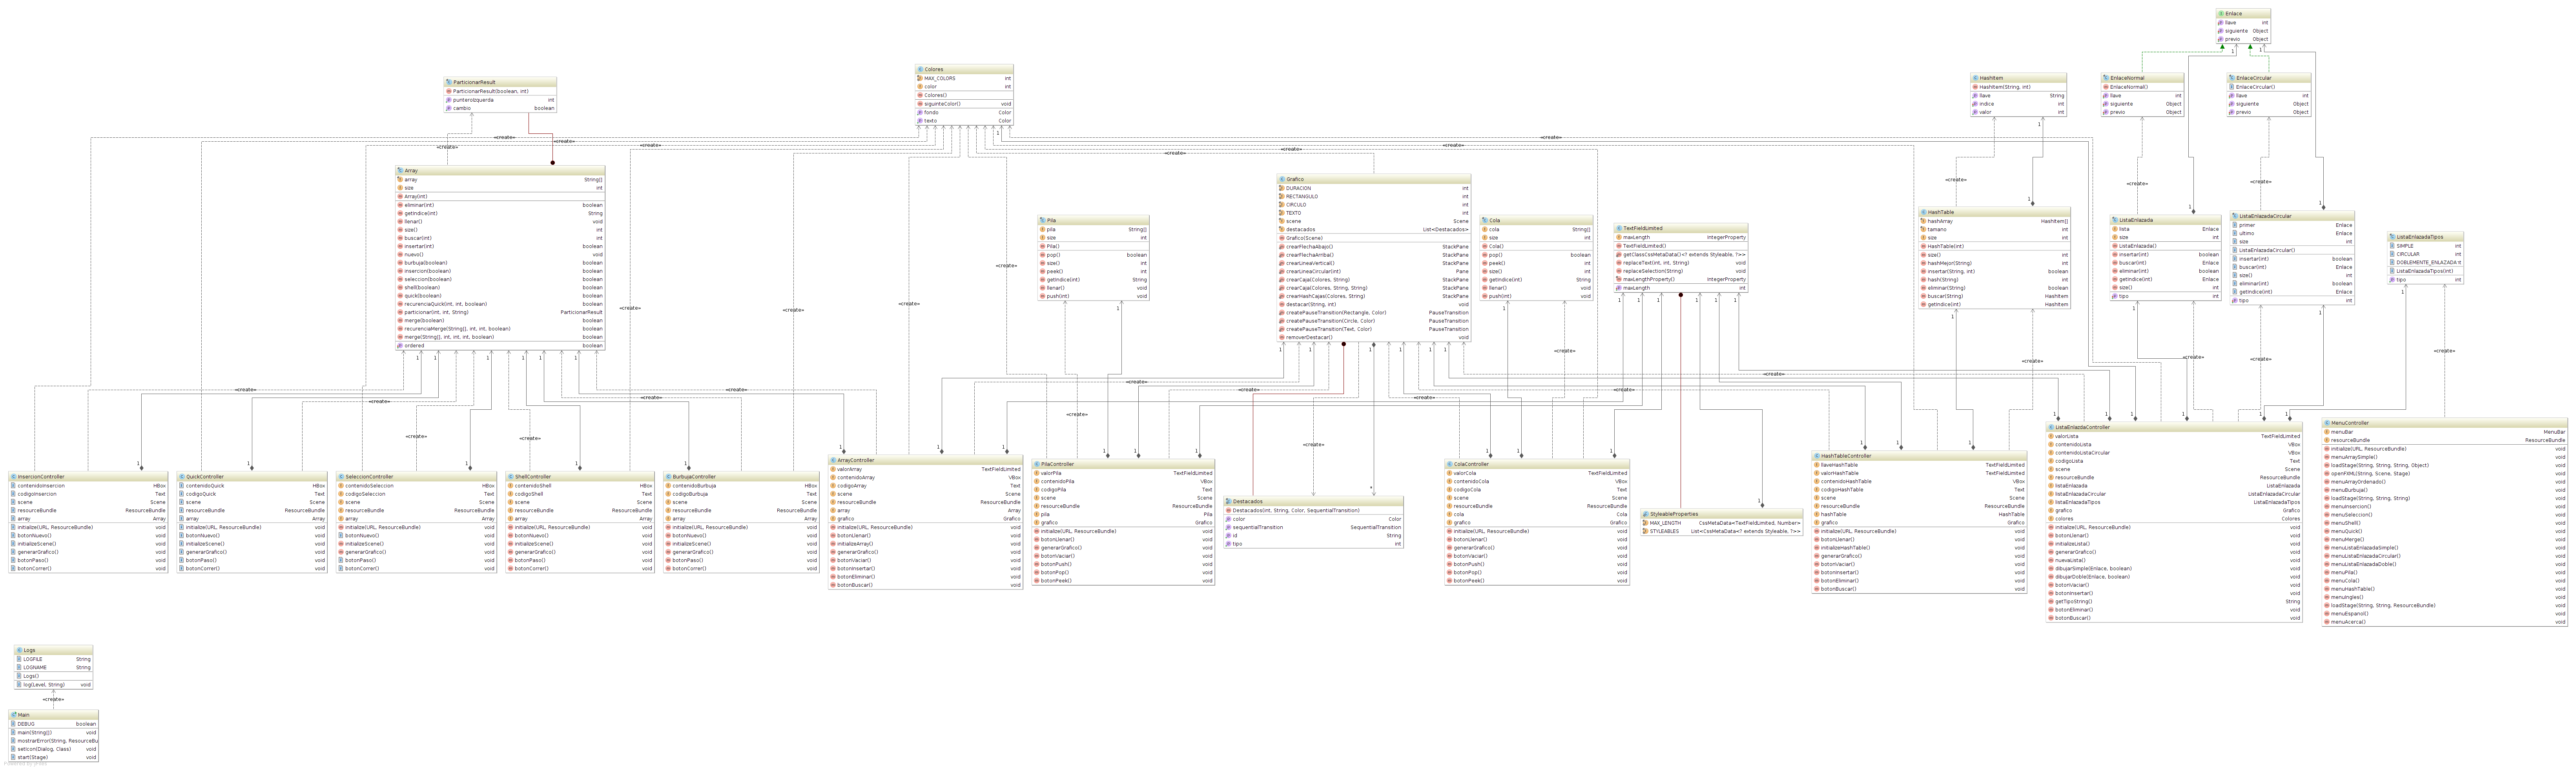 Enlace
llave int
siguiente Object
previo Object
Colores
MAX_COLORS int
color int
Colores()
siguinteColor() void
fondo Color
texto Color
ParticionarResult
ParticionarResult(boolean, int)
punteroIzquerda int
cambio boolean
HashItem
HashItem(String, int)
llave String
indice int
valor int
EnlaceNormal
EnlaceNormal()
llave int
siguiente Object
previo Object
EnlaceCircular
EnlaceCircular()
llave int
siguiente Object
previo Object
Array
array String[]
size int
Array(int)
eliminar(int) boolean
getIndice(int) String
llenar() void
size() int
buscar(int) int
insertar(int) boolean
nuevo() void
burbuja(boolean) boolean
insercion(boolean) boolean
seleccion(boolean) boolean
shell(boolean) boolean
quick(boolean) boolean
recurenciaQuick(int, int, boolean) boolean
particionar(int, int, String) ParticionarResult
merge(boolean) boolean
recurenciaMerge(String[], int, int, boolean) boolean
merge(String[], int, int, int, boolean) boolean
ordered boolean
Pila
pila String[]
size int
Pila()
pop() boolean
size() int
peek() int
getIndice(int) String
llenar() void
push(int) void
Grafico
DURACION int
RECTANGULO int
CIRCULO int
TEXTO int
scene Scene
destacados List<Destacados>
Grafico(Scene)
crearFlechaAbajo() StackPane
crearFlechaArriba() StackPane
crearLineaVertical() StackPane
crearLineaCircular(int) Pane
crearCaja(Colores, String) StackPane
crearCaja(Colores, String, String) StackPane
crearHashCajas(Colores, String) StackPane
destacar(String, int) void
createPauseTransition(Rectangle, Color) PauseTransition
createPauseTransition(Circle, Color) PauseTransition
createPauseTransition(Text, Color) PauseTransition
removerDestacar() void
Cola
cola String[]
size int
Cola()
pop() boolean
peek() int
size() int
getIndice(int) String
llenar() void
push(int) void
TextFieldLimited
maxLength IntegerProperty
TextFieldLimited()
getClassCssMetaData() List<CssMetaData<? extends Styleable, ?>>
replaceText(int, int, String) void
replaceSelection(String) void
maxLengthProperty() IntegerProperty
maxLength int
HashTable
hashArray HashItem[]
tamano int
size int
HashTable(int)
size() int
hashMejor(String) int
insertar(String, int) boolean
hash(String) int
eliminar(String) boolean
buscar(String) HashItem
getIndice(int) HashItem
ListaEnlazada
lista Enlace
size int
ListaEnlazada()
insertar(int) boolean
buscar(int) Enlace
eliminar(int) boolean
getIndice(int) Enlace
size() int
tipo int
ListaEnlazadaCircular
primer Enlace
ultimo Enlace
size int
ListaEnlazadaCircular()
insertar(int) boolean
buscar(int) Enlace
size() int
eliminar(int) boolean
getIndice(int) Enlace
tipo int
ListaEnlazadaTipos
SIMPLE int
CIRCULAR int
DOBLEMENTE_ENLAZADA int
ListaEnlazadaTipos(int)
tipo int
InsercionController
contenidoInsercion HBox
codigoInsercion Text
scene Scene
resourceBundle ResourceBundle
array Array
initialize(URL, ResourceBundle) void
botonNuevo() void
initializeScene() void
generarGrafico() void
botonPaso() void
botonCorrer() void
QuickController
contenidoQuick HBox
codigoQuick Text
scene Scene
resourceBundle ResourceBundle
array Array
initialize(URL, ResourceBundle) void
botonNuevo() void
initializeScene() void
generarGrafico() void
botonPaso() void
botonCorrer() void
SeleccionController
contenidoSeleccion HBox
codigoSeleccion Text
scene Scene
resourceBundle ResourceBundle
array Array
initialize(URL, ResourceBundle) void
botonNuevo() void
initializeScene() void
generarGrafico() void
botonPaso() void
botonCorrer() void
ShellController
contenidoShell HBox
codigoShell Text
scene Scene
resourceBundle ResourceBundle
array Array
initialize(URL, ResourceBundle) void
botonNuevo() void
initializeScene() void
generarGrafico() void
botonPaso() void
botonCorrer() void
BurbujaController
contenidoBurbuja HBox
codigoBurbuja Text
scene Scene
resourceBundle ResourceBundle
array Array
initialize(URL, ResourceBundle) void
botonNuevo() void
initializeScene() void
generarGrafico() void
botonPaso() void
botonCorrer() void
ArrayController
valorArray TextFieldLimited
contenidoArray VBox
codigoArray Text
scene Scene
resourceBundle ResourceBundle
array Array
grafico Grafico
initialize(URL, ResourceBundle) void
botonLlenar() void
initializeArray() void
generarGrafico() void
botonVaciar() void
botonInsertar() void
botonEliminar() void
botonBuscar() void
PilaController
valorPila TextFieldLimited
contenidoPila VBox
codigoPila Text
scene Scene
resourceBundle ResourceBundle
pila Pila
grafico Grafico
initialize(URL, ResourceBundle) void
botonLlenar() void
generarGrafico() void
botonVaciar() void
botonPush() void
botonPop() void
botonPeek() void
Destacados
Destacados(int, String, Color, SequentialTransition)
color Color
sequentialTransition SequentialTransition
id String
tipo int
ColaController
valorCola TextFieldLimited
contenidoCola VBox
codigoCola Text
scene Scene
resourceBundle ResourceBundle
cola Cola
grafico Grafico
initialize(URL, ResourceBundle) void
botonLlenar() void
generarGrafico() void
botonVaciar() void
botonPush() void
botonPop() void
botonPeek() void
StyleableProperties
MAX_LENGTH CssMetaData<TextFieldLimited, Number>
STYLEABLES List<CssMetaData<? extends Styleable, ?>>
HashTableController
llaveHashTable TextFieldLimited
valorHashTable TextFieldLimited
contenidoHashTable VBox
codigoHashTable Text
scene Scene
resourceBundle ResourceBundle
hashTable HashTable
grafico Grafico
initialize(URL, ResourceBundle) void
botonLlenar() void
initializeHashTable() void
generarGrafico() void
botonVaciar() void
botonInsertar() void
botonEliminar() void
botonBuscar() void
ListaEnlazdaController
valorLista TextFieldLimited
contenidoLista VBox
contenidoListaCircular VBox
codigoLista Text
scene Scene
resourceBundle ResourceBundle
listaEnlazada ListaEnlazada
listaEnlazadaCircular ListaEnlazadaCircular
listaEnlazadaTipos ListaEnlazadaTipos
grafico Grafico
colores Colores
initialize(URL, ResourceBundle) void
botonLlenar() void
initializeLista() void
generarGrafico() void
nuevaLista() void
dibujarSimple(Enlace, boolean) void
dibujarDoble(Enlace, boolean) void
botonVaciar() void
botonInsertar() void
getTipoString() String
botonEliminar() void
botonBuscar() void
MenuController
menuBar MenuBar
resourceBundle ResourceBundle
initialize(URL, ResourceBundle) void
menuArraySimple() void
loadStage(String, String, String, Object) void
openFXML(String, Scene, Stage) void
menuArrayOrdenado() void
menuBurbuja() void
loadStage(String, String, String) void
menuInsercion() void
menuSeleccion() void
menuShell() void
menuQuick() void
menuMerge() void
menuListaEnlazadaSimple() void
menuListaEnlazadaCircular() void
menuListaEnlazadaDoble() void
menuPila() void
menuCola() void
menuHashTable() void
menuIngles() void
loadStage(String, String, ResourceBundle) void
menuEspanol() void
menuAcerca() void
Logs
LOGFILE String
LOGNAME String
Logs()
log(Level, String) void
«create»
Main
DEBUG boolean
main(String[]) void
mostrarError(String, ResourceBu
setIcon(Dialog, Class) void
start(Stage) void